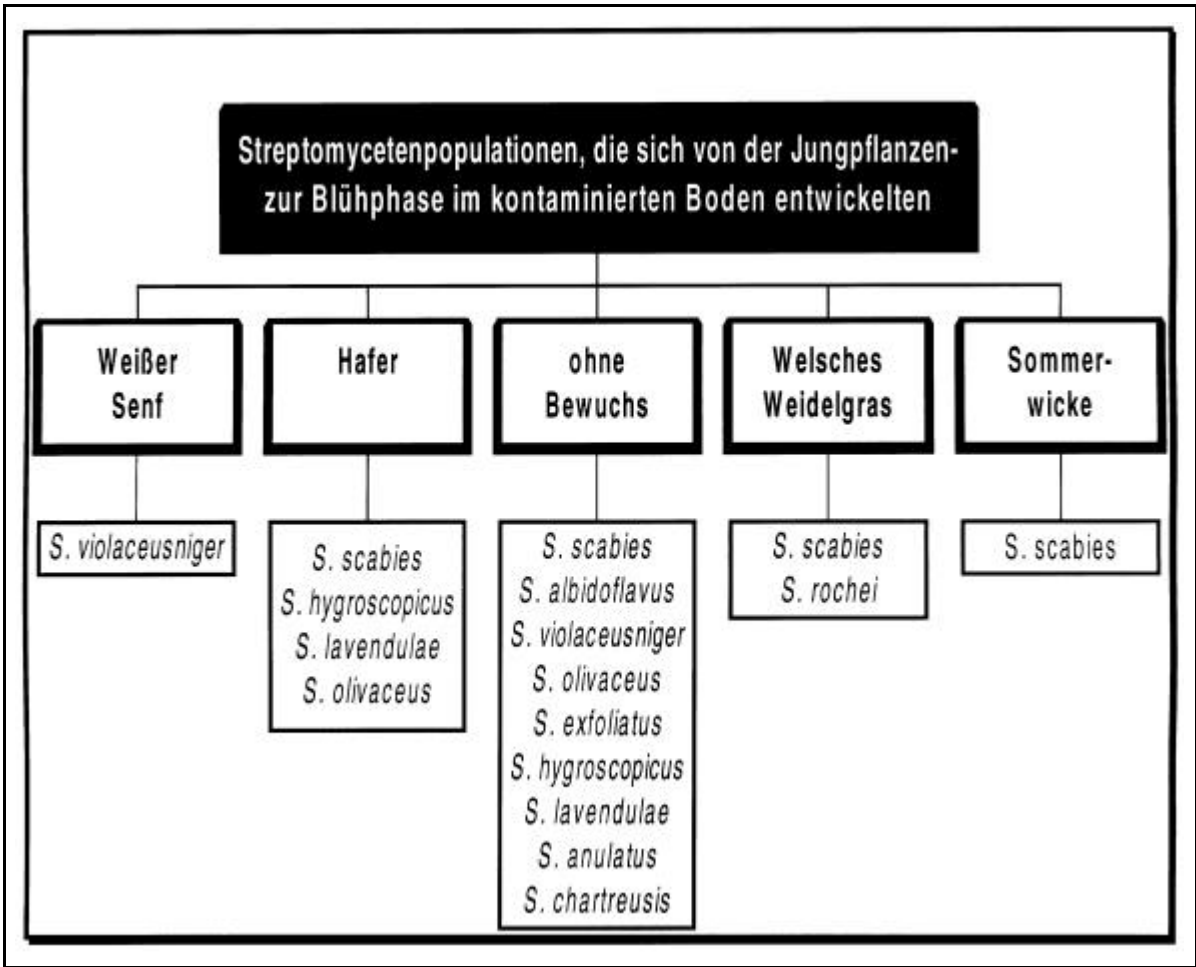 Streptomycetenpopulationen, die sich von der Jungpflanzen-
zur Blühphase im kontaminierten Boden entwickelten
Weißer
Senf
Hafer
ohne
Bewuchs
Welsches
Weidelgras
Sommer-
wicke
S. violaceusniger
S. scabies
S. hygroscopicus
S. lavendulae
S. olivaceus
S. scabies
S. albidoflavus
S. violaceusniger
S. olivaceus
S. exfoliatus
S. hygroscopicus
S. lavendulae
S. anulatus
S. chartreusis
S. scabies
S. rochei
S. scabies